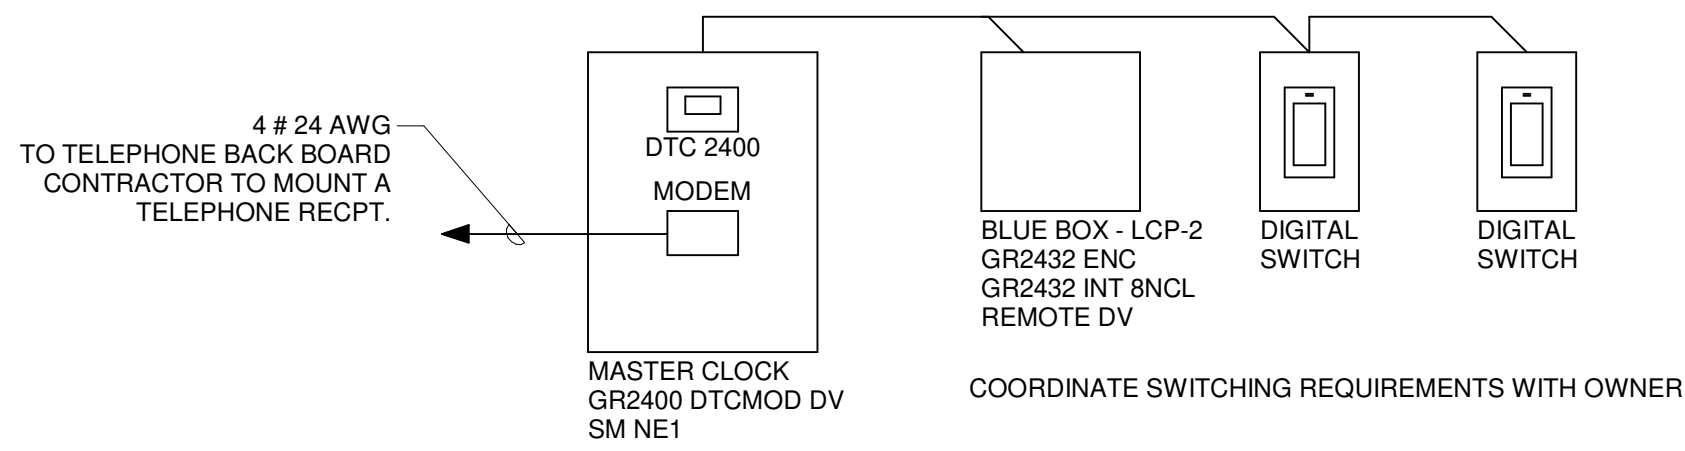 4 # 24 AWG
TO TELEPHONE BACK BOARD
CONTRACTOR TO MOUNT A
TELEPHONE RECPT.
DTC 2400
MODEM
MASTER CLOCK
GR2400 DTCMOD DV
SM NE1
BLUE BOX - LCP-2
GR2432 ENC
GR2432 INT 8NCL
REMOTE DV
DIGITAL
SWITCH
DIGITAL
SWITCH
COORDINATE SWITCHING REQUIREMENTS WITH OWNER